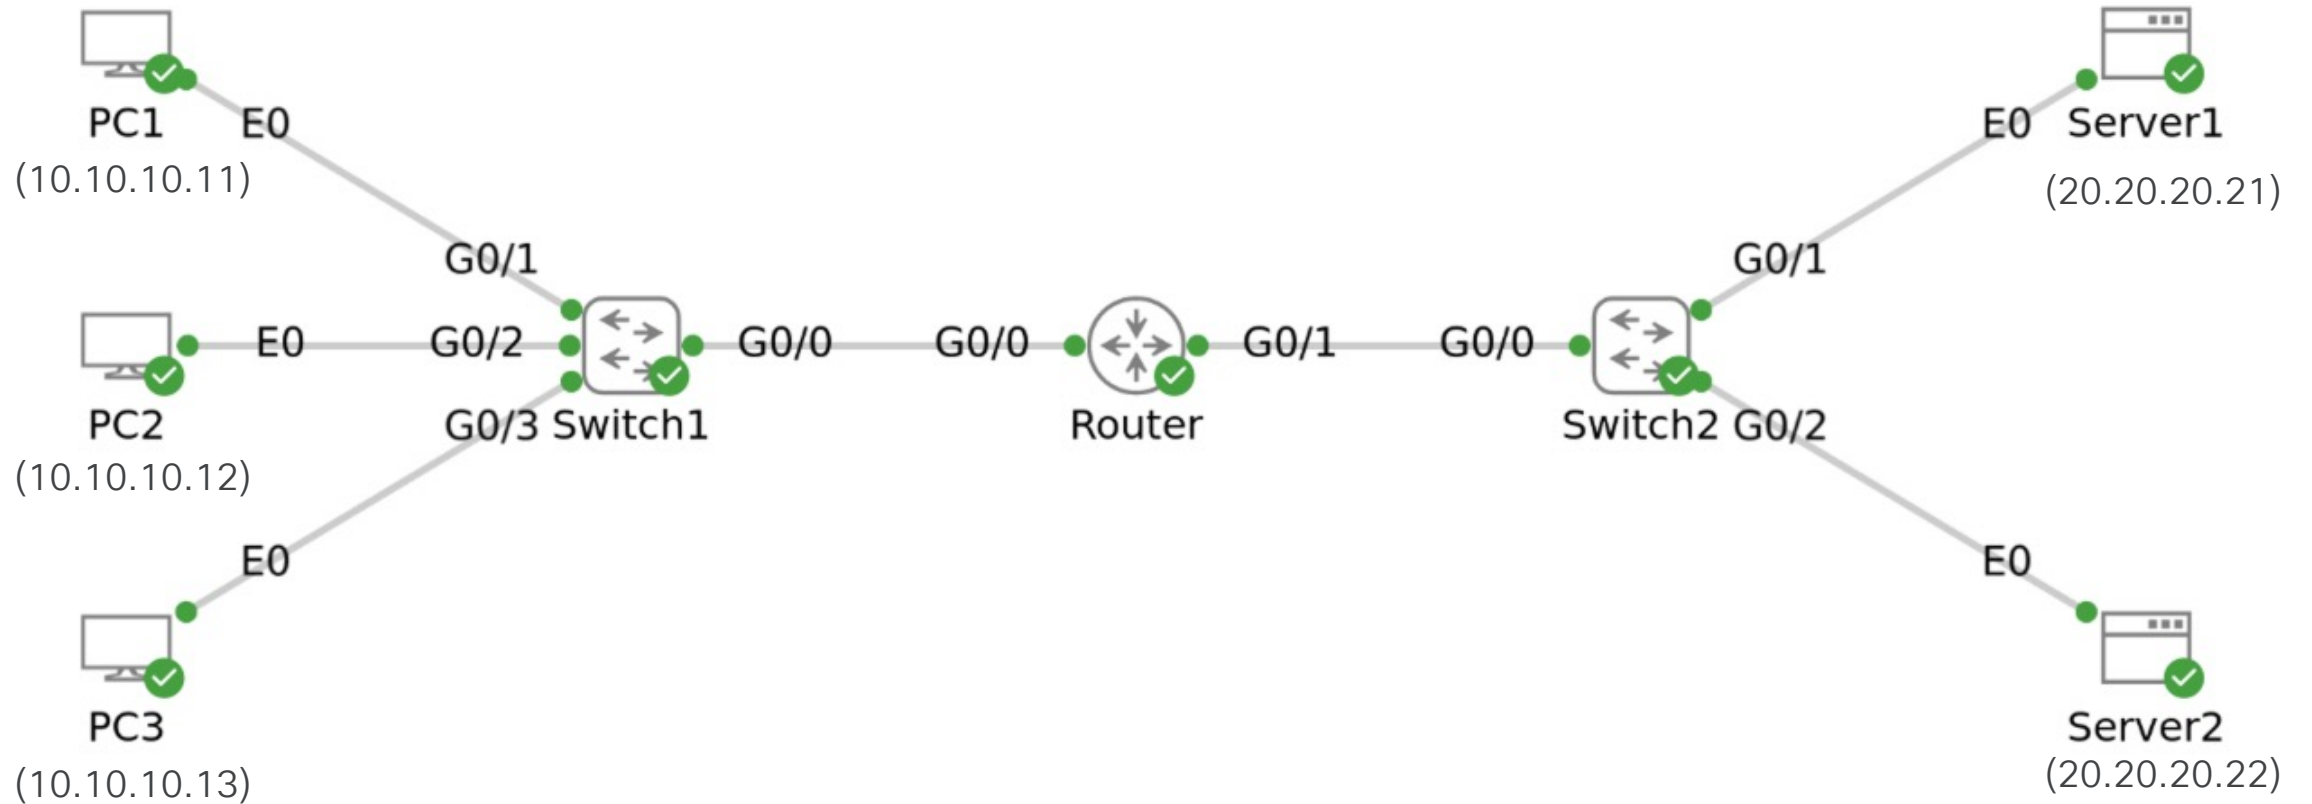 PC1
(10.10.10.11)
E0
G0/1
PC2
(10.10.10.12)
E0
G0/2
G0/3
Switch1
G0/0
G0/0
Router
G0/1
G0/0
Switch2
G0/1
G0/2
E0
Server1
(20.20.20.21)
E0
PC3
(10.10.10.13)
E0
Server2
(20.20.20.22)